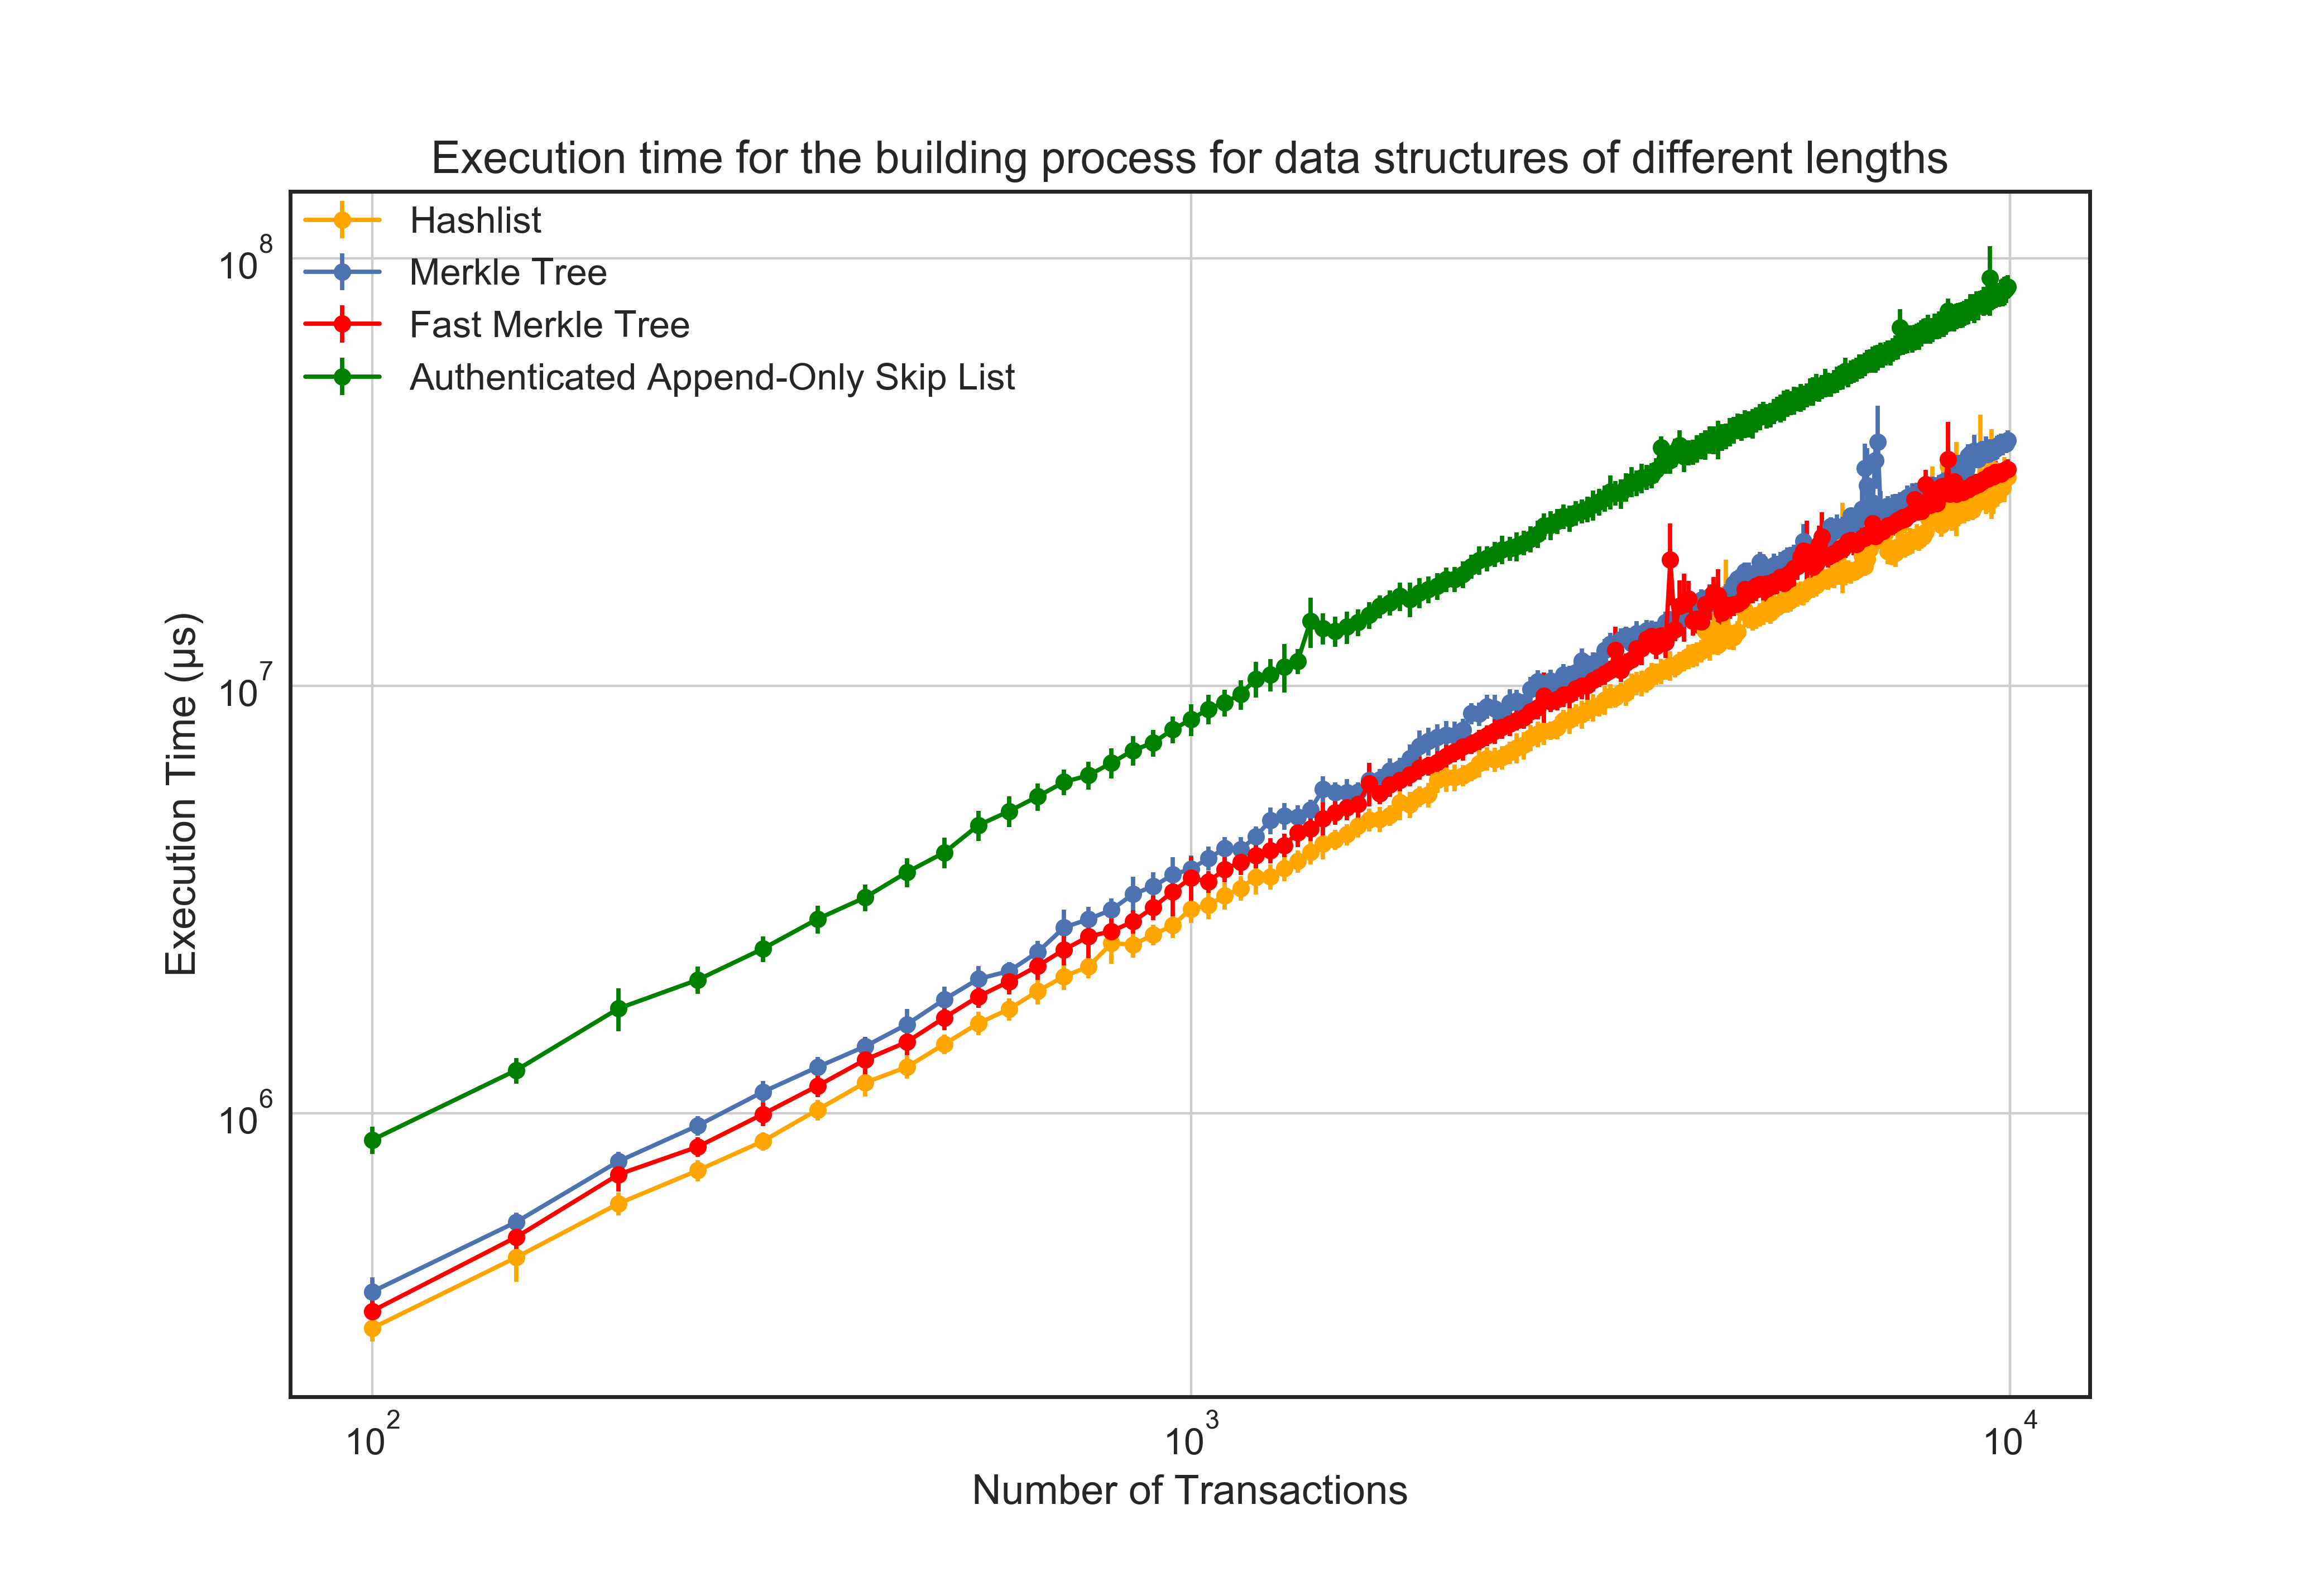 Execution time for the building process for data structures of different lengths
Hashlist
Merkle Tree
Fast Merkle Tree
Authenticated Append-Only Skip List
10^8
10^7
10^6
Execution Time (μs)
10^2 10^3 10^4
Number of Transactions